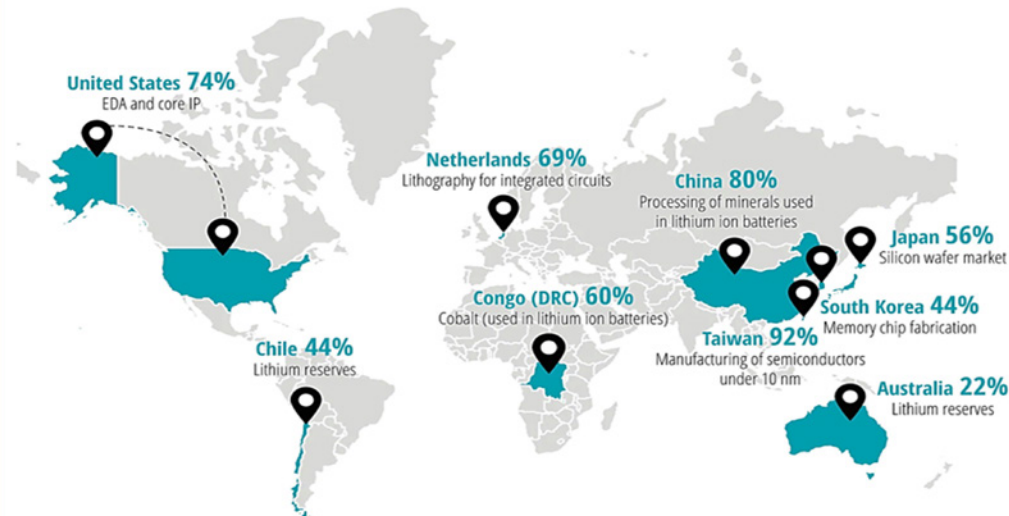 United States 74%
EDA and core IP
Netherlands 69%
Lithography for integrated circuits
China 80%
Processing of minerals used
in lithium ion batteries
Japan 56%
Silicon wafer market
Congo (DRC) 60%
Cobalt (used in lithium ion batteries)
South Korea 44%
Memory chip fabrication
Taiwan 92%
Manufacturing of semiconductors
under 10 nm
Chile 44%
Lithium reserves
Australia 22%
Lithium reserves